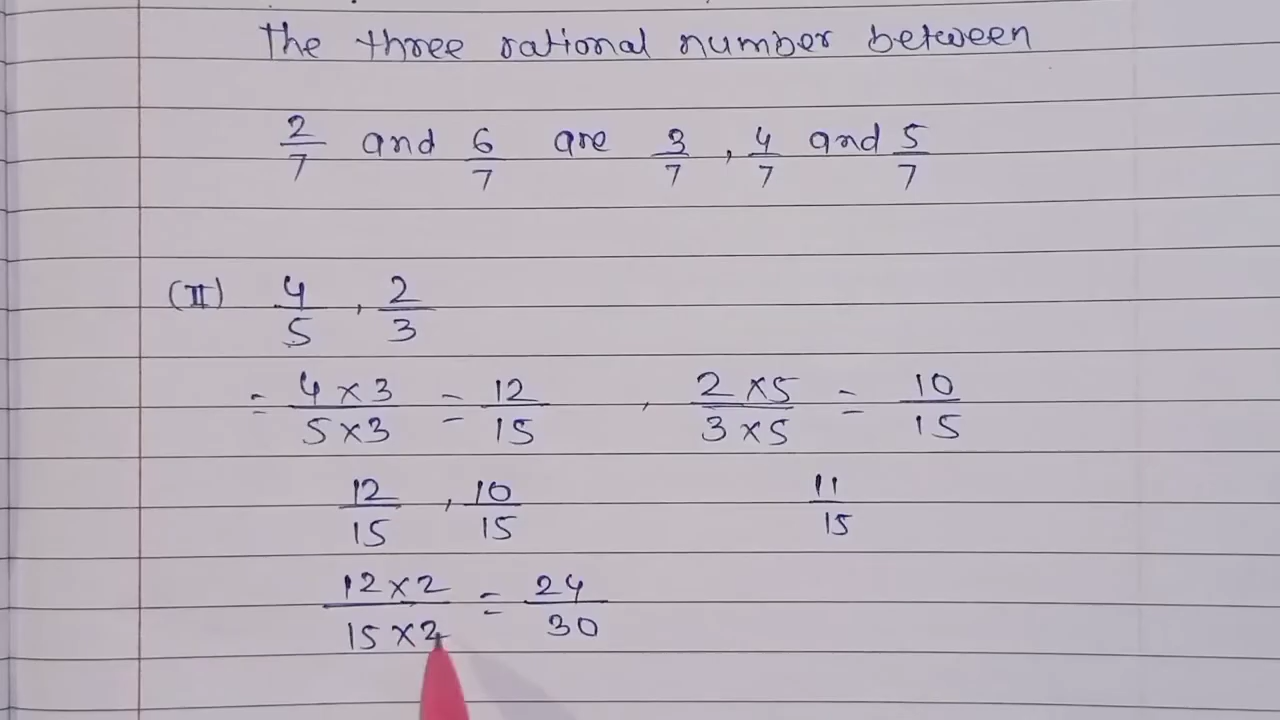 The three rational number between
2/7 and 6/7 are 3/7, 4/7 and 5/7
(II) 4/5, 2/3
= 4×3/5×3 = 12/15, 2×5/3×5 = 10/15
12/15, 10/15 11/15
12×2/15×2 = 24/30